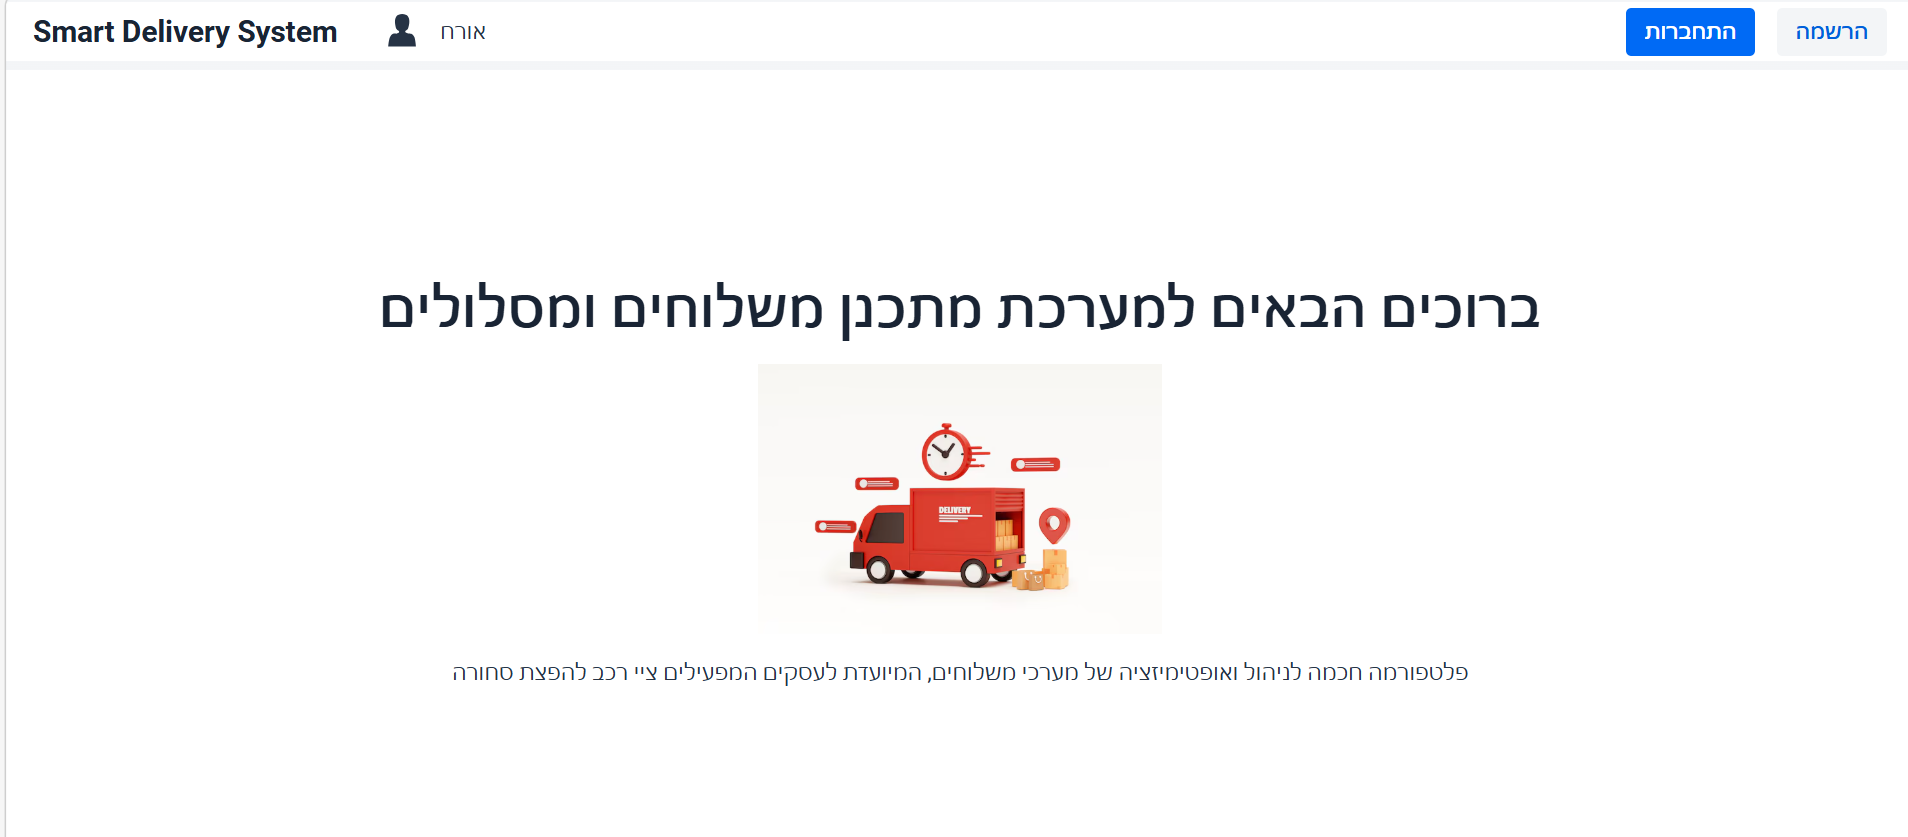 Smart Delivery System
אורח
התחברות
הרשמה
ברוכים הבאים למערכת מתכנן משלוחים ומסלולים
DELIVERY
פלטפורמה חכמה לניהול ואופטימיזציה של מערכי משלוחים, המיועדת לעסקים המפעילים ציי רכב להפצת סחורה